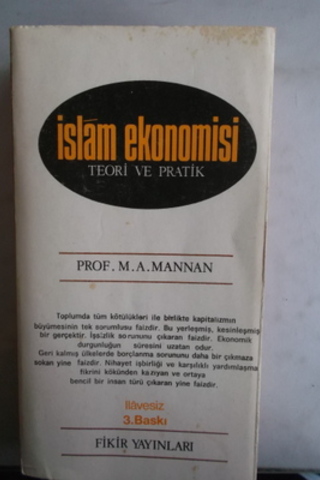 islâm ekonomisi
TEORİ VE PRATİK
PROF. M. A. MANNAN
Toplumda tüm kötülükleri ile birlikte kapitalizmin
büyümesinin tek sorumlusu faizdir. Bu yerleşmiş, kesinleşmiş
bir gerçektir. İşsizlik sorununu çıkaran faizdir. Ekonomik
durgunluğun süresini uzatan odur.
Geri kalmış ülkelerde borçlanma sorununu daha bir çıkmaza
sokan yine faizdir. Nihayet işbirliği ve karşılıklı yardımlaşma
fikrini kökünden kazıyan ve ortaya
bencil bir insan türü çıkaran yine faizdir.
İlâvesiz
3. Baskı
FİKİR YAYINLARI